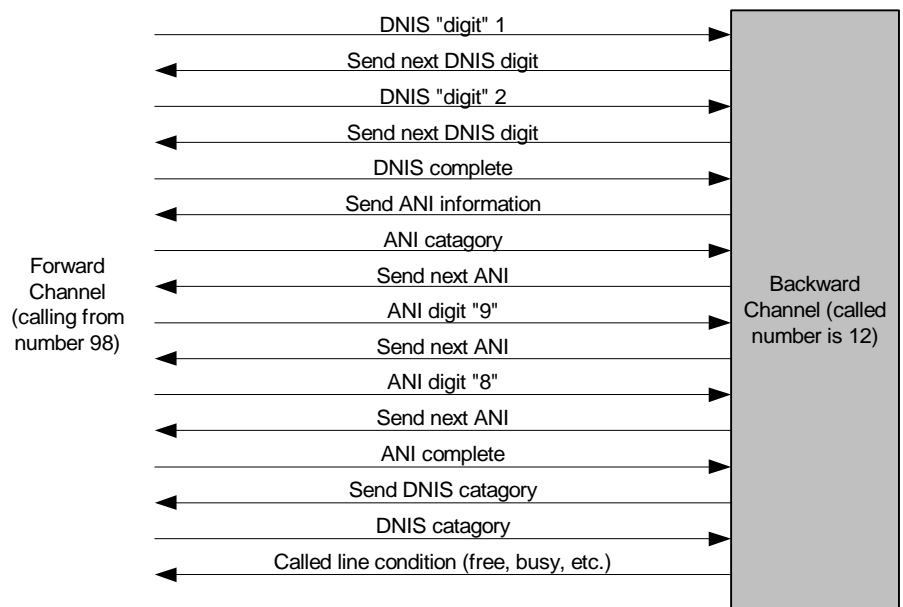 DNIS "digit" 1
Send next DNIS digit
DNIS "digit" 2
Send next DNIS digit
DNIS complete
Send ANI information
ANI catagory
Send next ANI
ANI digit "9"
Send next ANI
ANI digit "8"
Send next ANI
ANI complete
Send DNIS catagory
DNIS catagory
Called line condition (free, busy, etc.)
Forward
Channel
(calling from
number 98)
Backward
Channel (called
number is 12)